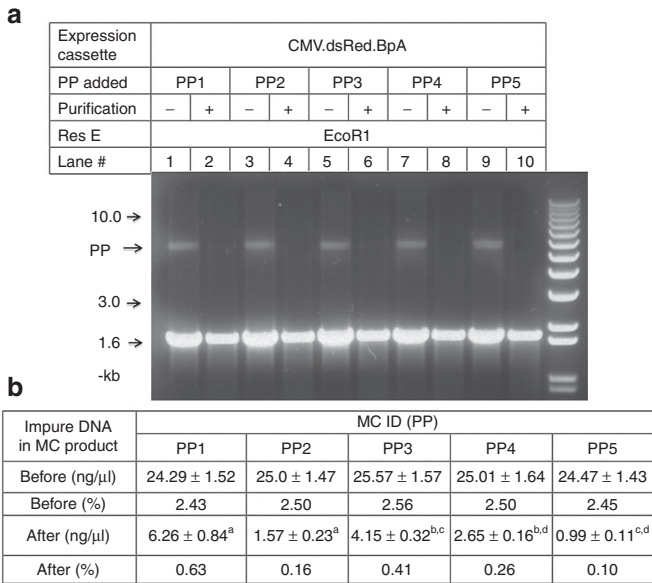 a
Expression cassette CMV.dsRed.BpA
PP added PP1 PP2 PP3 PP4 PP5
Purification – + – + – + – + – +
Res E EcoR1
Lane # 1 2 3 4 5 6 7 8 9 10
10.0 →
PP →
3.0 →
1.6 →
-kb
b
Impure DNA in MC product MC ID (PP)
PP1 PP2 PP3 PP4 PP5
Before (ng/μl) 24.29 ± 1.52 25.0 ± 1.47 25.57 ± 1.57 25.01 ± 1.64 24.47 ± 1.43
Before (%) 2.43 2.50 2.56 2.50 2.45
After (ng/μl) 6.26 ± 0.84a 1.57 ± 0.23a 4.15 ± 0.32b,c 2.65 ± 0.16b,d 0.99 ± 0.11c,d
After (%) 0.63 0.16 0.41 0.26 0.10